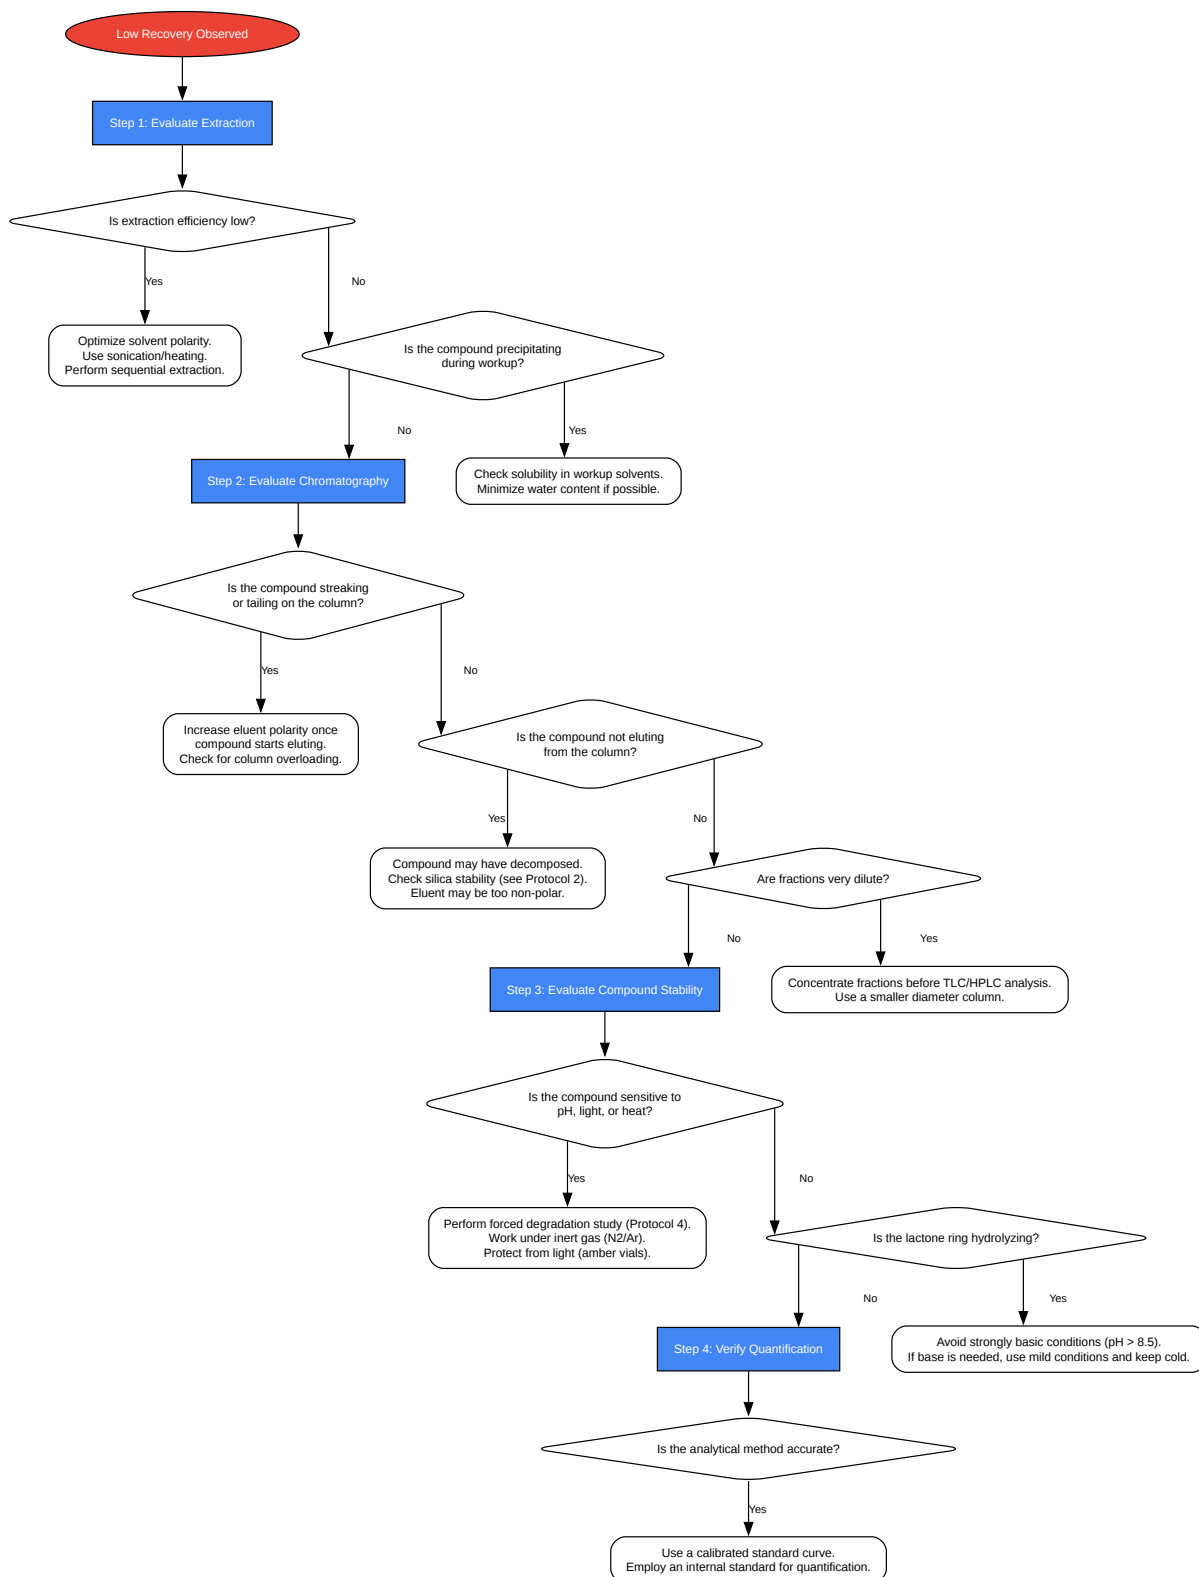 Low Recovery Observed
Step 1: Evaluate Extraction
Is extraction efficiency low?
Yes
No
Optimize solvent polarity.
Use sonication/heating.
Perform sequential extraction.
Is the compound precipitating
during workup?
No
Yes
Step 2: Evaluate Chromatography
Check solubility in workup solvents.
Minimize water content if possible.
Is the compound streaking
or tailing on the column?
Yes
No
Increase eluent polarity once
compound starts eluting.
Check for column overloading.
Is the compound not eluting
from the column?
Yes
No
Compound may have decomposed.
Check silica stability (see Protocol 2).
Eluent may be too non-polar.
Are fractions very dilute?
No
Yes
Step 3: Evaluate Compound Stability
Concentrate fractions before TLC/HPLC analysis.
Use a smaller diameter column.
Is the compound sensitive to
pH, light, or heat?
Yes
No
Perform forced degradation study (Protocol 4).
Work under inert gas (N2/Ar).
Protect from light (amber vials).
Is the lactone ring hydrolyzing?
No
Yes
Step 4: Verify Quantification
Avoid strongly basic conditions (pH > 8.5).
If base is needed, use mild conditions and keep cold.
Is the analytical method accurate?
Yes
Use a calibrated standard curve.
Employ an internal standard for quantification.